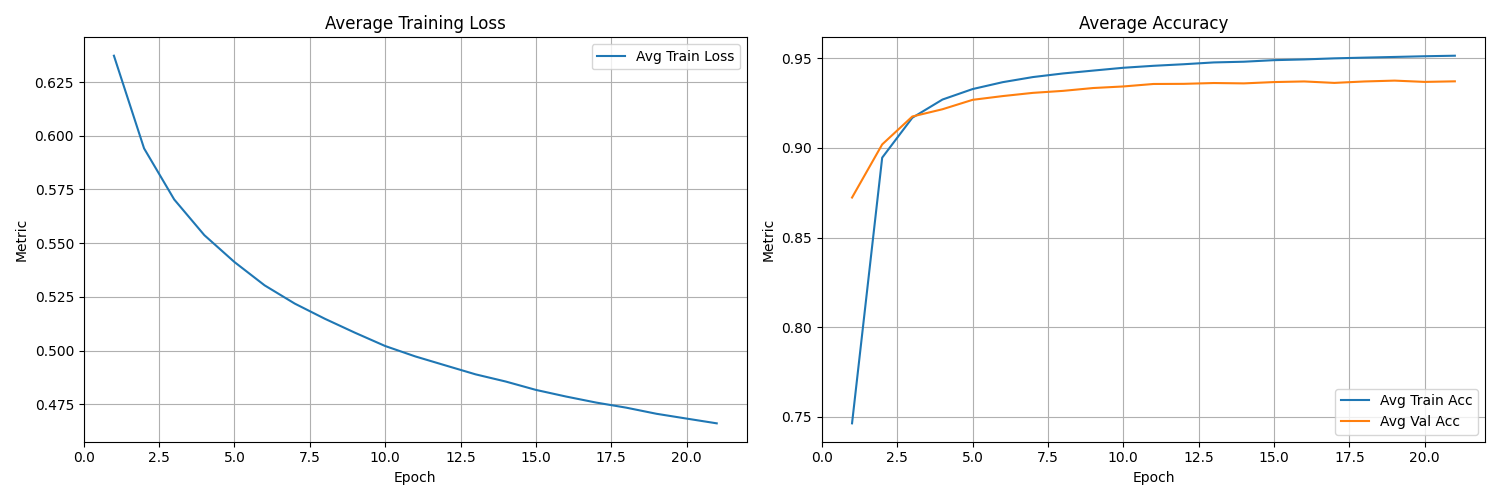 Average Training Loss
Avg Train Loss
0.625
0.600
0.575
0.550
0.525
0.500
0.475
Metric
0.0 2.5 5.0 7.5 10.0 12.5 15.0 17.5 20.0
Epoch
Average Accuracy
0.95
0.90
0.85
0.80
0.75
Metric
Avg Train Acc
Avg Val Acc
0.0 2.5 5.0 7.5 10.0 12.5 15.0 17.5 20.0
Epoch